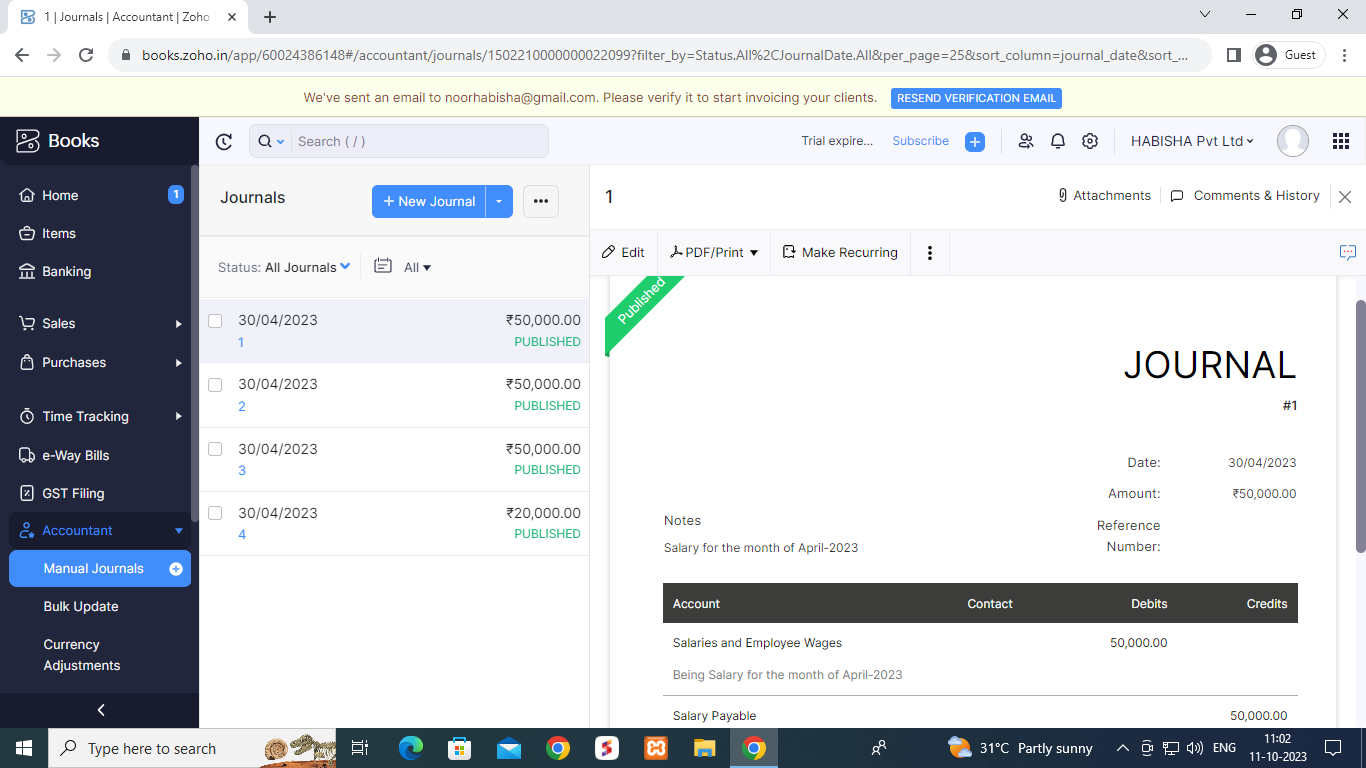 1 | Journals | Accountant | Zoho
books.zoho.in/app/60024386148#/accountant/journals/1502210000000022099?filter_by=Status.All%2CJournalDate.All&per_page=25&sort_column=journal_date&sort_...
Guest
We've sent an email to noorhabisha@gmail.com. Please verify it to start invoicing your clients. RESEND VERIFICATION EMAIL
Books
Search ( / )
Trial expire... Subscribe HABISHA Pvt Ltd
Home 1
Items
Banking
Sales
Purchases
Time Tracking
e-Way Bills
GST Filing
Accountant
Manual Journals
Bulk Update
Currency
Adjustments
Journals + New Journal
Status: All Journals All
30/04/2023 ₹50,000.00
1 PUBLISHED
30/04/2023 ₹50,000.00
2 PUBLISHED
30/04/2023 ₹50,000.00
3 PUBLISHED
30/04/2023 ₹20,000.00
4 PUBLISHED
1 Attachments Comments & History
Edit PDF/Print Make Recurring
Published
JOURNAL
#1
Date: 30/04/2023
Amount: ₹50,000.00
Reference
Number:
Notes
Salary for the month of April-2023
Account Contact Debits Credits
Salaries and Employee Wages 50,000.00
Being Salary for the month of April-2023
Salary Payable 50,000.00
Type here to search
31°C Partly sunny ENG
11:02
11-10-2023